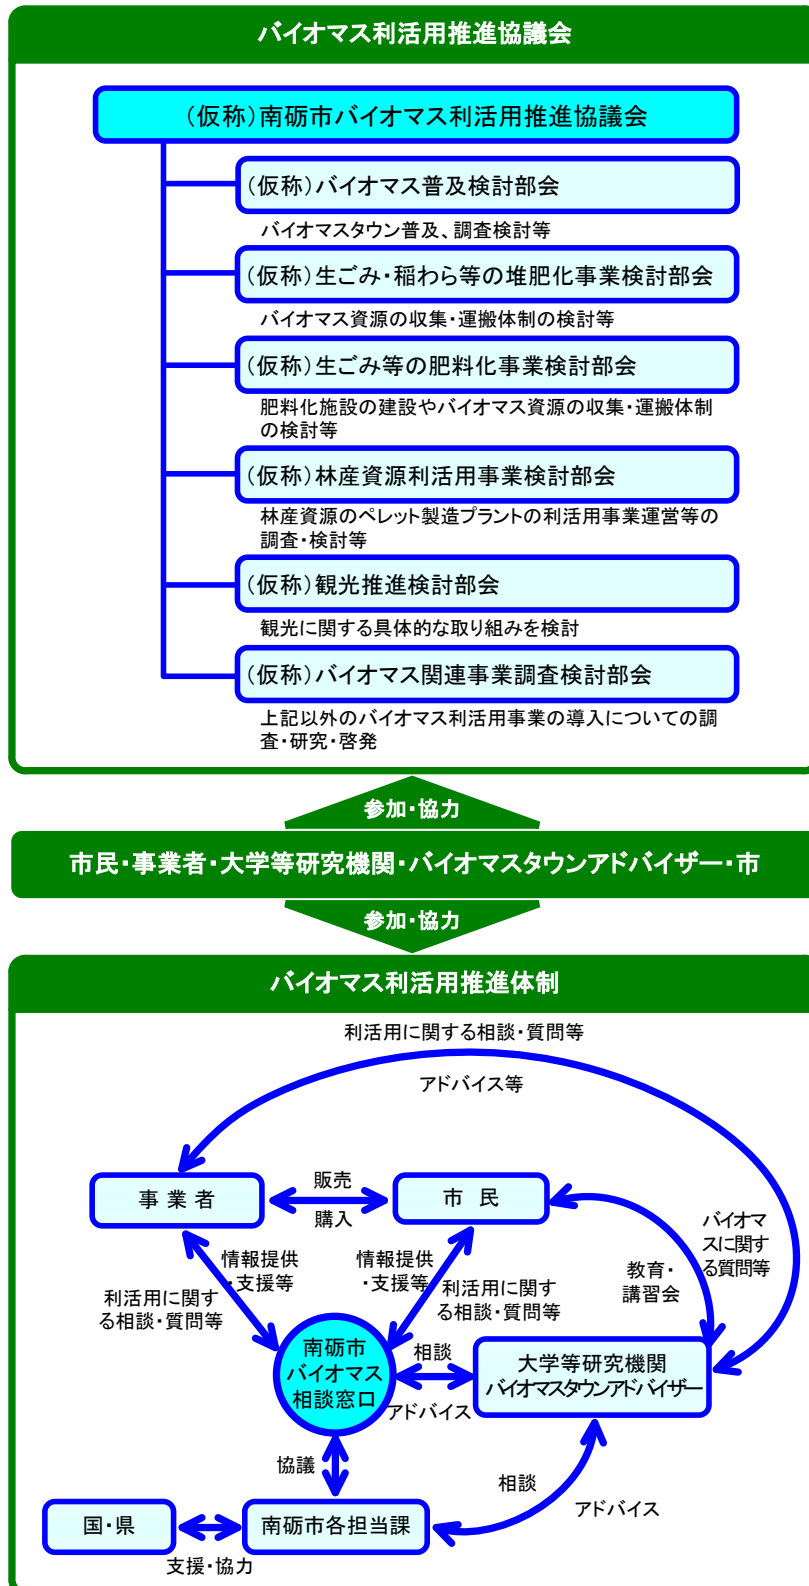 バイオマス利活用推進協議会
(仮称)南砺市バイオマス利活用推進協議会
(仮称)バイオマス普及検討部会
バイオマスタウン普及、調査検討等
(仮称)生ごみ・稲わら等の堆肥化事業検討部会
バイオマス資源の収集・運搬体制の検討等
(仮称)生ごみ等の肥料化事業検討部会
肥料化施設の建設やバイオマス資源の収集・運搬体制
の検討等
(仮称)林産資源利活用事業検討部会
林産資源のペレット製造プラントの利活用事業運営等の
調査・検討等
(仮称)観光推進検討部会
観光に関する具体的な取り組みを検討
(仮称)バイオマス関連事業調査検討部会
上記以外のバイオマス利活用事業の導入についての調
査・研究・啓発
参加・協力
市民・事業者・大学等研究機関・バイオマスタウンアドバイザー・市
参加・協力
バイオマス利活用推進体制
利活用に関する相談・質問等
アドバイス等
事業者
販売
購入
市 民
バイオマ
スに関す
る質問等
教育・
講習会
情報提供
・支援等
利活用に関す
る相談・質問等
情報提供
・支援等
利活用に関す
る相談・質問等
南砺市
バイオマス
相談窓口
相談
アドバイス
大学等研究機関
バイオマスタウンアドバイザー
協議
相談
アドバイス
国・県
支援・協力
南砺市各担当課